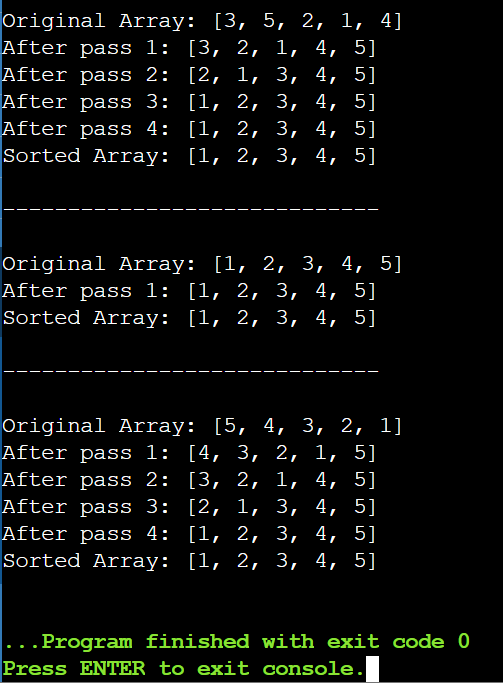 Original Array: [3, 5, 2, 1, 4]
After pass 1: [3, 2, 1, 4, 5]
After pass 2: [2, 1, 3, 4, 5]
After pass 3: [1, 2, 3, 4, 5]
After pass 4: [1, 2, 3, 4, 5]
Sorted Array: [1, 2, 3, 4, 5]
-----------------------------
Original Array: [1, 2, 3, 4, 5]
After pass 1: [1, 2, 3, 4, 5]
Sorted Array: [1, 2, 3, 4, 5]
-----------------------------
Original Array: [5, 4, 3, 2, 1]
After pass 1: [4, 3, 2, 1, 5]
After pass 2: [3, 2, 1, 4, 5]
After pass 3: [2, 1, 3, 4, 5]
After pass 4: [1, 2, 3, 4, 5]
Sorted Array: [1, 2, 3, 4, 5]
...Program finished with exit code 0
Press ENTER to exit console.